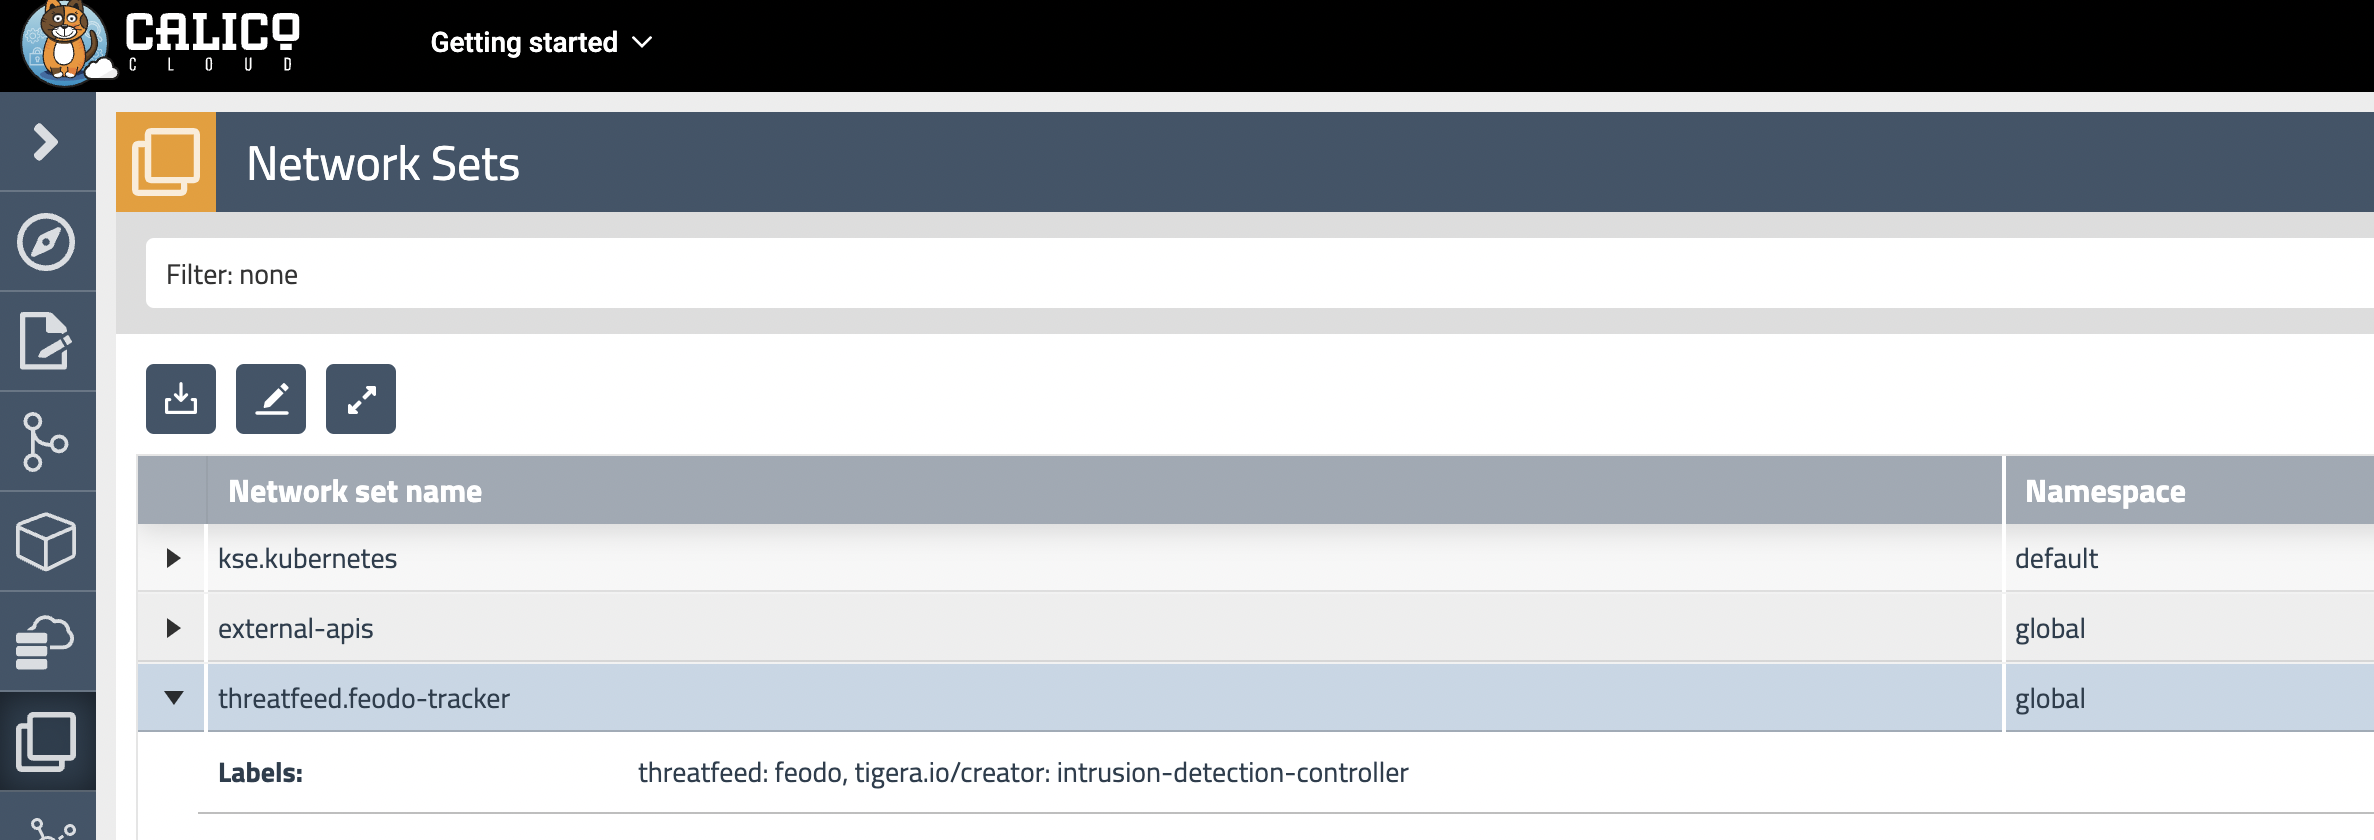 CALICO
CLOUD
Getting started
Network Sets
Filter: none
Network set name Namespace
kse.kubernetes default
external-apis global
threatfeed.feodo-tracker global
Labels: threatfeed: feodo, tigera.io/creator: intrusion-detection-controller